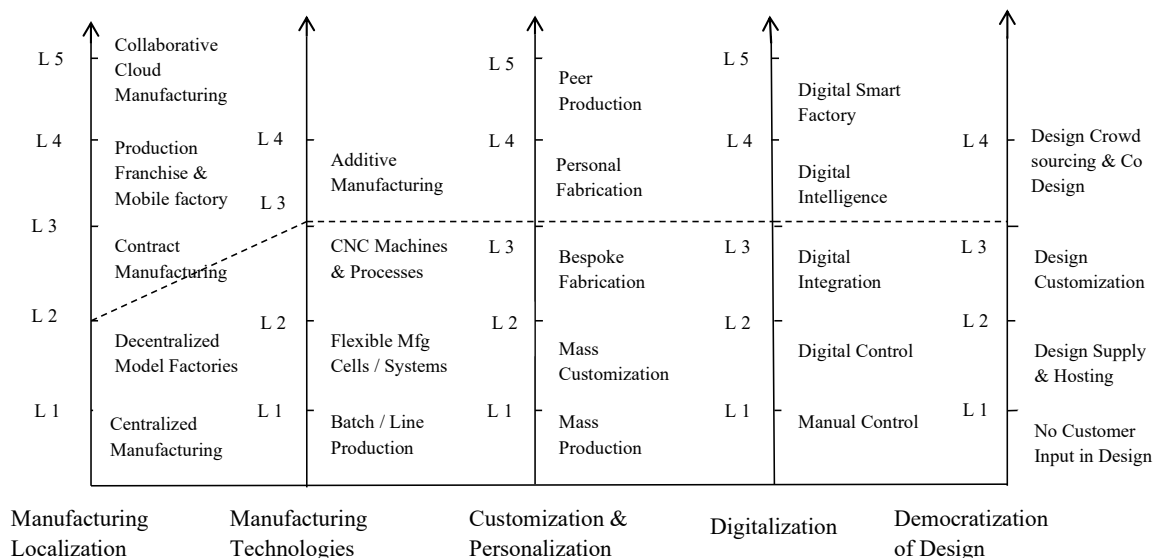 L 5
Collaborative
Cloud
Manufacturing
L 4
Production
Franchise &
Mobile factory
L 3
Contract
Manufacturing
L 2
Decentralized
Model Factories
L 1
Centralized
Manufacturing
Manufacturing
Localization
L 4
Additive
Manufacturing
L 3
CNC Machines
& Processes
L 2
Flexible Mfg
Cells / Systems
L 1
Batch / Line
Production
Manufacturing
Technologies
L 5
Peer
Production
L 4
Personal
Fabrication
L 3
Bespoke
Fabrication
L 2
Mass
Customization
L 1
Mass
Production
Customization &
Personalization
L 5
Digital Smart
Factory
L 4
Digital
Intelligence
L 3
Digital
Integration
L 2
Digital Control
L 1
Manual Control
Digitalization
L 4
Design Crowd
sourcing & Co
Design
L 3
Design
Customization
L 2
Design Supply
& Hosting
L 1
No Customer
Input in Design
Democratization
of Design